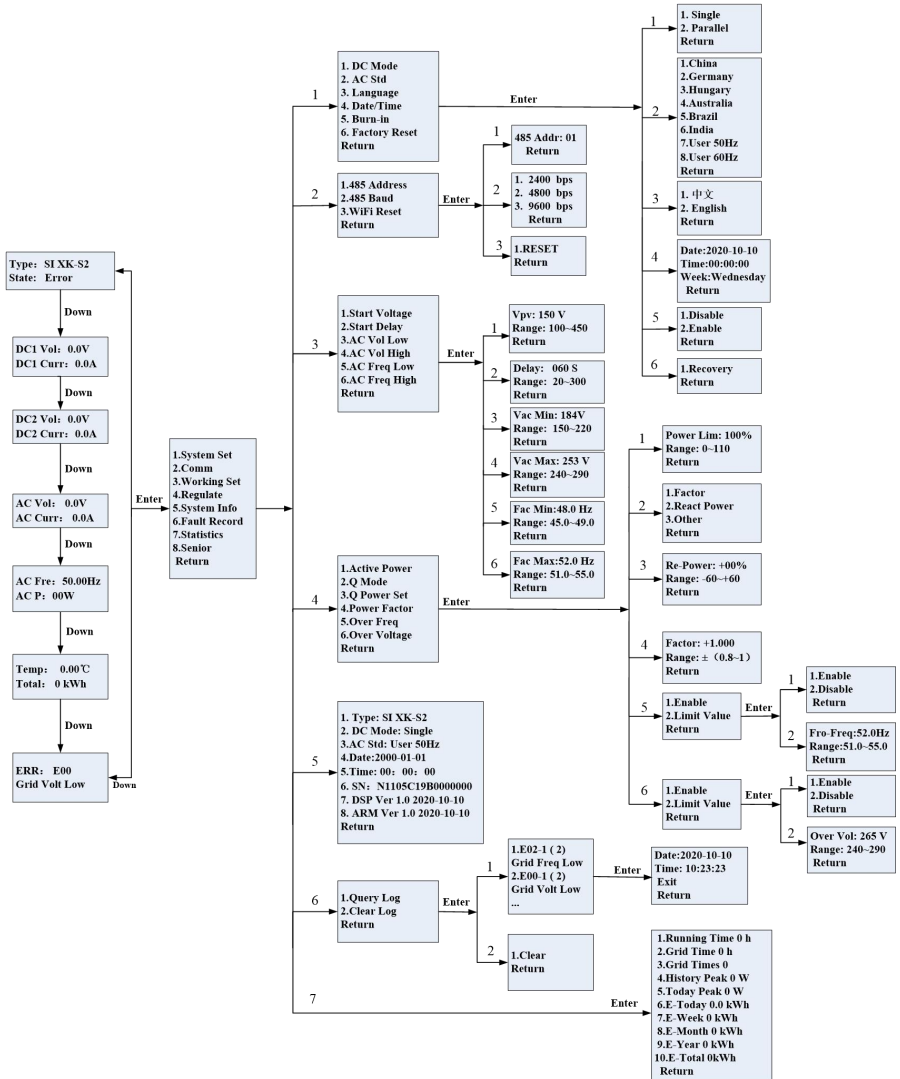 Type: SI XK-S2
State: Error
Down
DC1 Vol: 0.0V
DC1 Curr: 0.0A
Down
DC2 Vol: 0.0V
DC2 Curr: 0.0A
Down
AC Vol: 0.0V
AC Curr: 0.0A
Down
AC Fre: 50.00Hz
AC P: 00W
Down
Temp: 0.00℃
Total: 0 kWh
Down
ERR: E00
Grid Volt Low
Down
Enter
1.System Set
2.Comm
3.Working Set
4.Regulate
5.System Info
6.Fault Record
7.Statistics
8.Senior
Return
1
1. DC Mode
2. AC Std
3. Language
4. Date/Time
5. Burn-in
6. Factory Reset
Return
Enter
1
1. Single
2. Parallel
Return
2
1.China
2.Germany
3.Hungary
4.Australia
5.Brazil
6.India
7.User 50Hz
8.User 60Hz
Return
3
1. 中文
2. English
Return
4
Date:2020-10-10
Time:00:00:00
Week:Wednesday
Return
5
1.Disable
2.Enable
Return
6
1.Recovery
Return
2
1.485 Address
2.485 Baud
3.WiFi Reset
Return
Enter
1
485 Addr: 01
Return
2
1. 2400 bps
2. 4800 bps
3. 9600 bps
Return
3
1.RESET
Return
3
1.Start Voltage
2.Start Delay
3.AC Vol Low
4.AC Vol High
5.AC Freq Low
6.AC Freq High
Return
Enter
1
Vpv: 150 V
Range: 100~450
Return
2
Delay: 060 S
Range: 20~300
Return
3
Vac Min: 184V
Range: 150~220
Return
4
Vac Max: 253 V
Range: 240~290
Return
5
Fac Min:48.0 Hz
Range: 45.0~49.0
Return
6
Fac Max:52.0 Hz
Range: 51.0~55.0
Return
4
1.Active Power
2.Q Mode
3.Q Power Set
4.Power Factor
5.Over Freq
6.Over Voltage
Return
Enter
1
Power Lim: 100%
Range: 0~110
Return
2
1.Factor
2.React Power
3.Other
Return
3
Re-Power: +00%
Range: -60~+60
Return
4
Factor: +1.000
Range: ±（0.8~1）
Return
5
1.Enable
2.Limit Value
Return
Enter
1
1.Enable
2.Disable
Return
2
Fro-Freq:52.0Hz
Range:51.0~55.0
Return
6
1.Enable
2.Limit Value
Return
Enter
1
1.Enable
2.Disable
Return
2
Over Vol: 265 V
Range: 240~290
Return
5
1. Type: SI XK-S2
2. DC Mode: Single
3.AC Std: User 50Hz
4.Date:2000-01-01
5.Time: 00: 00: 00
6. SN: N1105C19B0000000
7. DSP Ver 1.0 2020-10-10
8. ARM Ver 1.0 2020-10-10
Return
6
1.Query Log
2.Clear Log
Return
Enter
1
1.E02-1 ( 2)
Grid Freq Low
2.E00-1 ( 2)
Grid Volt Low
...
Enter
Date:2020-10-10
Time: 10:23:23
Exit
Return
2
1.Clear
Return
7
Enter
1.Running Time 0 h
2.Grid Time 0 h
3.Grid Times 0
4.History Peak 0 W
5.Today Peak 0 W
6.E-Today 0.0 kWh
7.E-Week 0 kWh
8.E-Month 0 kWh
9.E-Year 0 kWh
10.E-Total 0kWh
Return